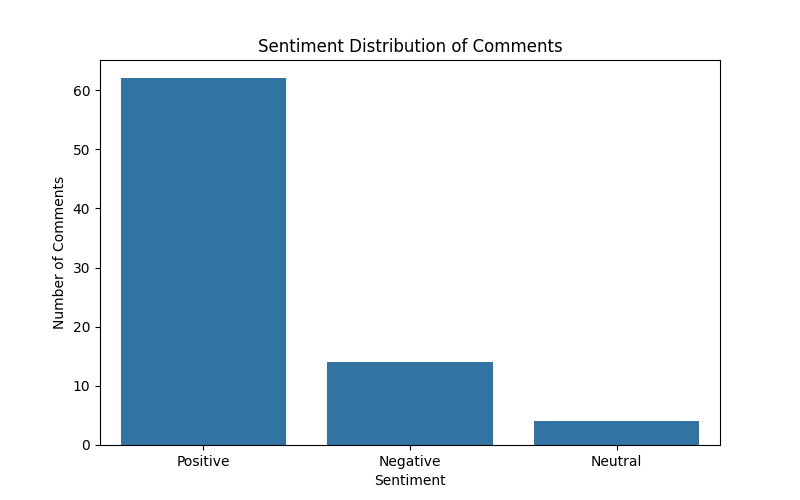 Sentiment Distribution of Comments
Number of Comments
60
50
40
30
20
10
0
Positive
Negative
Neutral
Sentiment